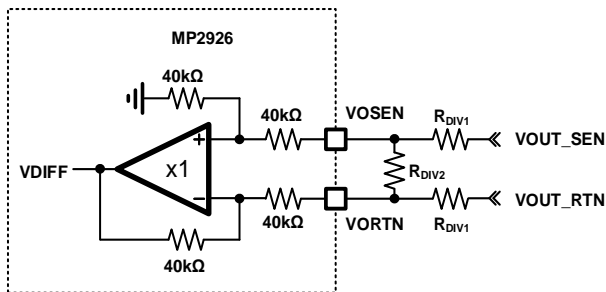 MP2926
40kΩ
40kΩ
VOSEN
RDIV1
VOUT_SEN
+
x1
VDIFF
RDIV2
−
VOUT_RTN
40kΩ
VORTN
RDIV1
40kΩ